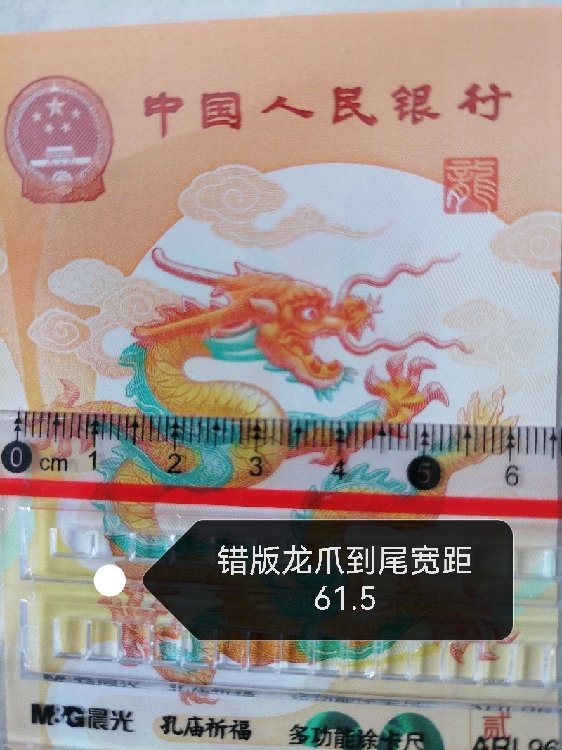 中国人民银行
龍
0 cm 1 2 3 4 5 6
错版龙爪到尾宽距
61.5
M&G晨光 孔庙祈福 多功能涂卡尺
贰